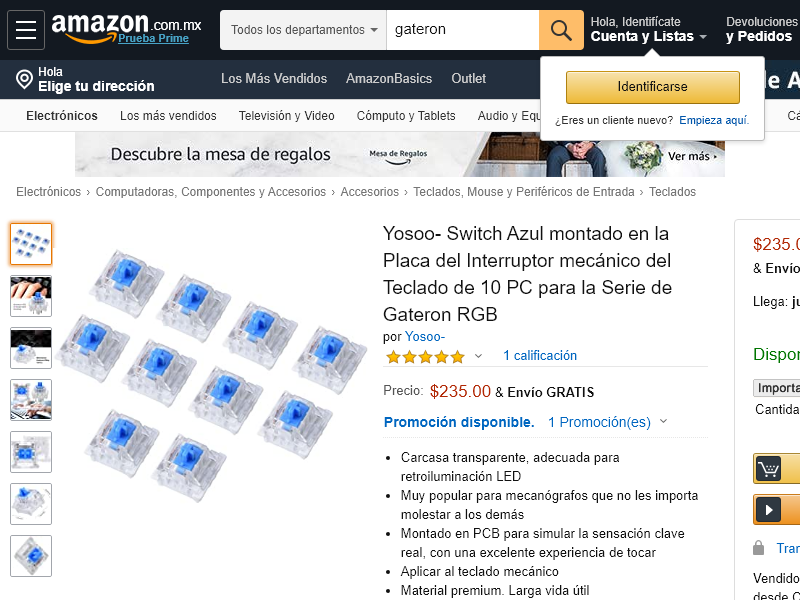 amazon.com.mx
Prueba Prime
Todos los departamentos
gateron
Hola, Identifícate
Cuenta y Listas
Devoluciones
y Pedidos
Hola
Elige tu dirección
Los Más Vendidos
AmazonBasics
Outlet
de A
Identificarse
¿Eres un cliente nuevo? Empieza aquí.
Electrónicos
Los más vendidos
Televisión y Video
Cómputo y Tablets
Audio y Equ
Cá
Descubre la mesa de regalos
Mesa de Regalos
Ver más ›
Electrónicos › Computadoras, Componentes y Accesorios › Accesorios › Teclados, Mouse y Periféricos de Entrada › Teclados
Yosoo- Switch Azul montado en la
Placa del Interruptor mecánico del
Teclado de 10 PC para la Serie de
Gateron RGB
por Yosoo-
1 calificación
Precio: $235.00 & Envío GRATIS
Promoción disponible. 1 Promoción(es)
• Carcasa transparente, adecuada para
retroiluminación LED
• Muy popular para mecanógrafos que no les importa
molestar a los demás
• Montado en PCB para simular la sensación clave
real, con una excelente experiencia de tocar
• Aplicar al teclado mecánico
• Material premium. Larga vida útil
$235.0
& Envío
Llega: ju
Dispon
Importa
Cantida
Tran
Vendido
desde C